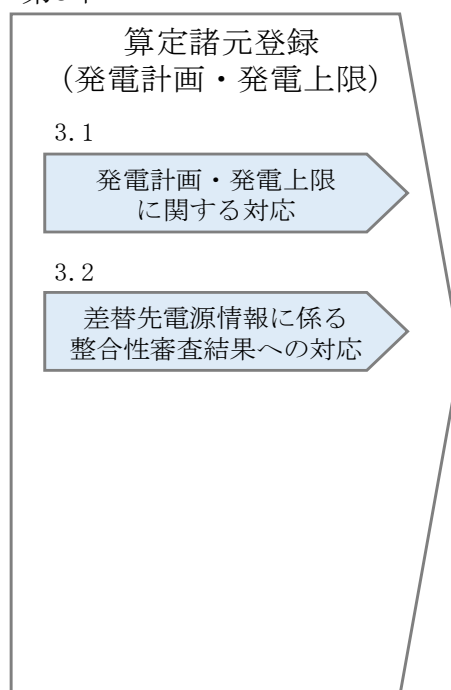 算定諸元登録
（発電計画・発電上限）
3.1
発電計画・発電上限
に関する対応
3.2
差替先電源情報に係る
整合性審査結果への対応